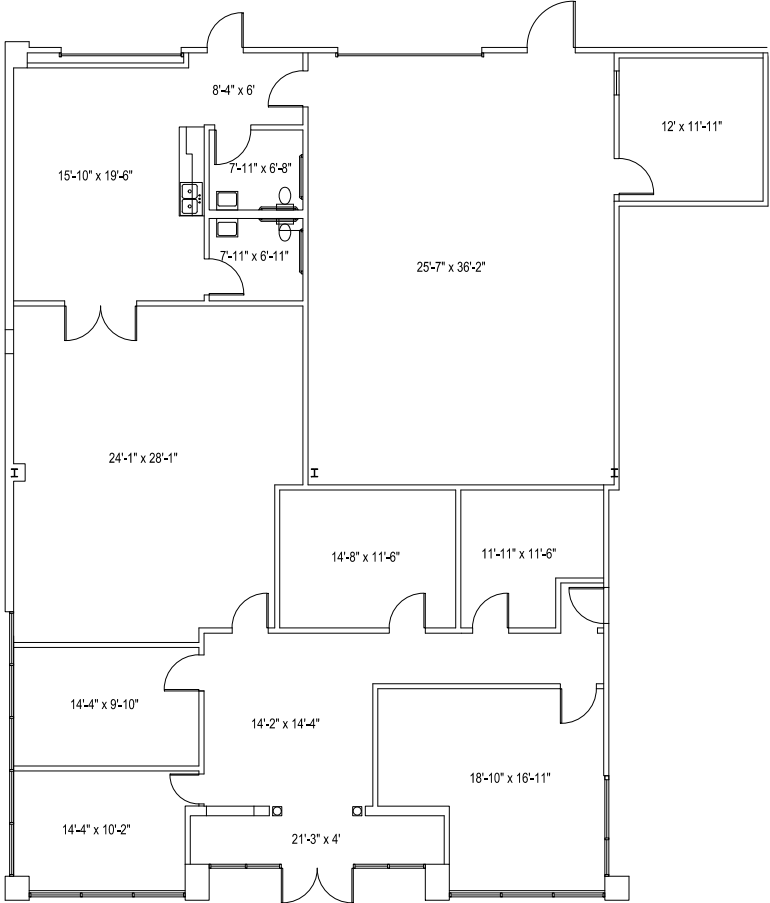 8'-4" x 6'
12' x 11'-11"
7'-11" x 6'-8"
15'-10" x 19'-6"
7'-11" x 6'-11"
25'-7" x 36'-2"
24'-1" x 28'-1"
14'-8" x 11'-6"
11'-11" x 11'-6"
14'-4" x 9'-10"
14'-2" x 14'-4"
18'-10" x 16'-11"
14'-4" x 10'-2"
21'-3" x 4'